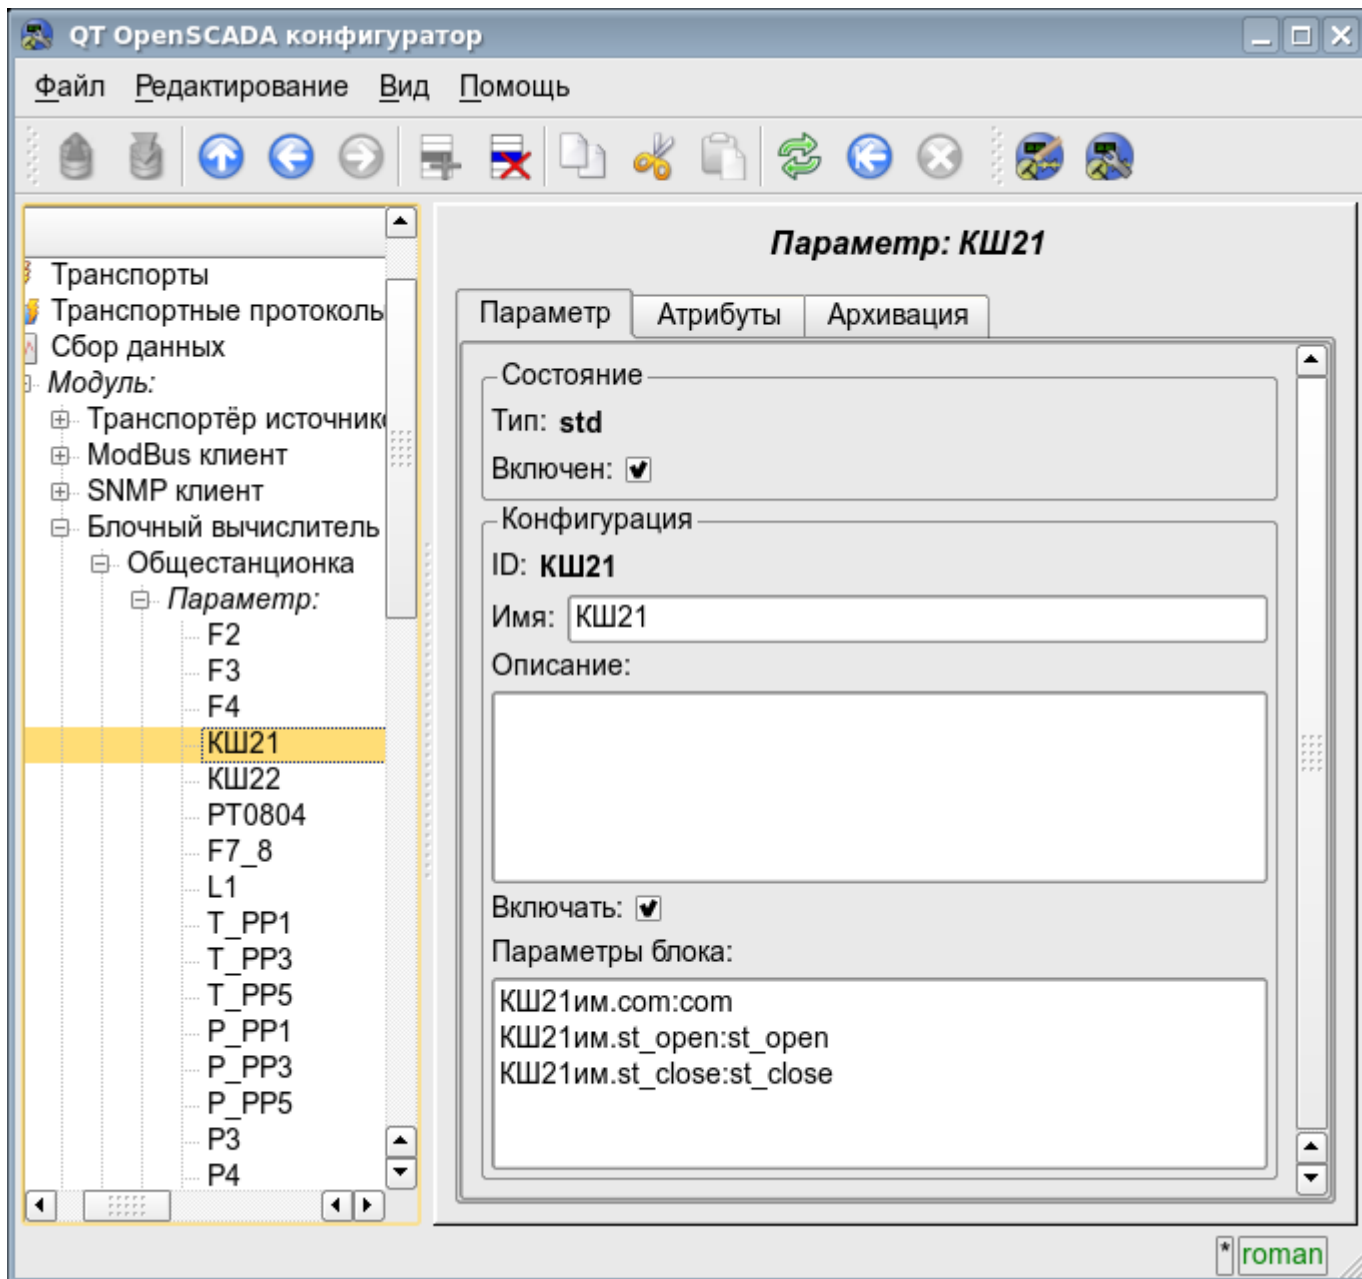 QT OpenSCADA конфигуратор
Файл Редактирование Вид Помощь
Транспорты
Транспортные протоколы
Сбор данных
Модуль:
Транспортёр источнико
ModBus клиент
SNMP клиент
Блочный вычислитель
Общестанционка
Параметр:
F2
F3
F4
КШ21
КШ22
PT0804
F7_8
L1
T_PP1
T_PP3
T_PP5
P_PP1
P_PP3
P_PP5
P3
P4
Параметр: КШ21
Параметр Атрибуты Архивация
Состояние
Тип: std
Включен:
Конфигурация
ID: КШ21
Имя: КШ21
Описание:
Включать:
Параметры блока:
КШ21им.com:com
КШ21им.st_open:st_open
КШ21им.st_close:st_close
* roman